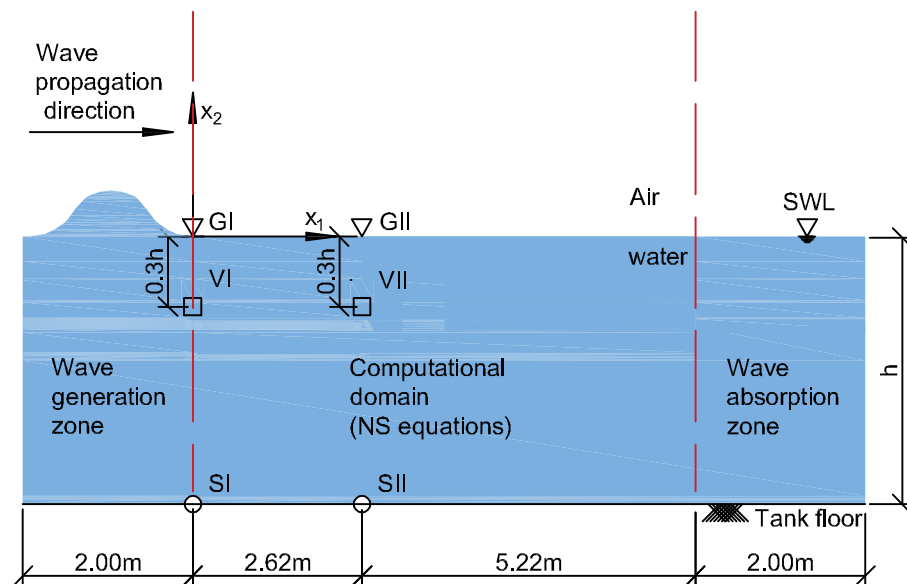 Wave
propagation
direction
x2
Air
SWL
GI
x1
GII
water
0.3h
VI
0.3h
VII
Wave
generation
zone
Computational
domain
(NS equations)
Wave
absorption
zone
h
SI
SII
Tank floor
2.00m
2.62m
5.22m
2.00m